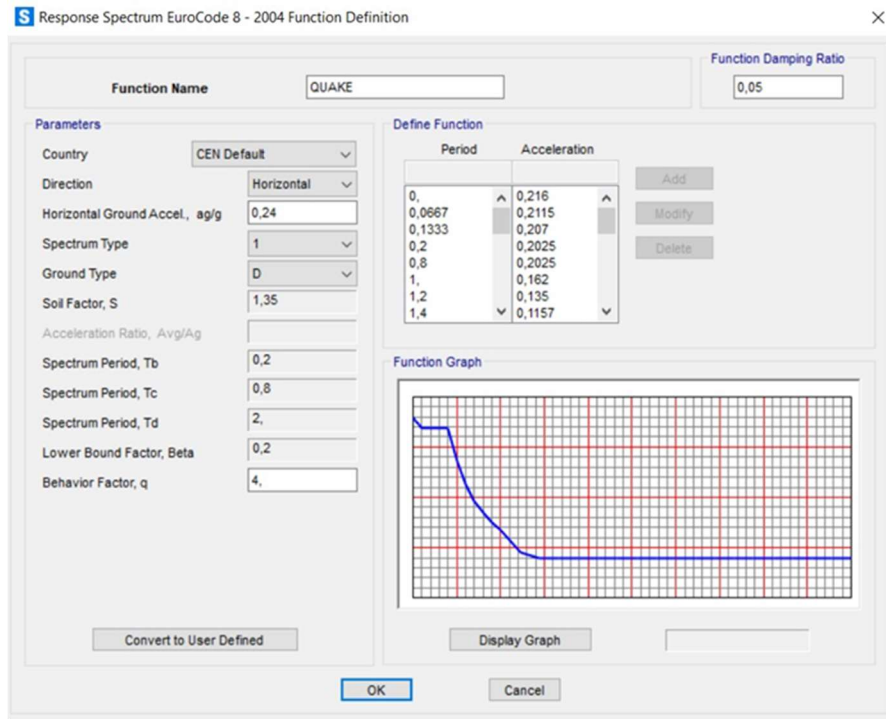 S Response Spectrum EuroCode 8 - 2004 Function Definition
Function Damping Ratio
Function Name QUAKE 0,05
Parameters
Country CEN Default
Direction Horizontal
Horizontal Ground Accel., ag/g 0,24
Spectrum Type 1
Ground Type D
Soil Factor, S 1,35
Acceleration Ratio, Avg/Ag
Spectrum Period, Tb 0,2
Spectrum Period, Tc 0,8
Spectrum Period, Td 2,
Lower Bound Factor, Beta 0,2
Behavior Factor, q 4,
Convert to User Defined
Define Function
Period Acceleration
0, 0,216
0,0667 0,2115
0,1333 0,207
0,2 0,2025
0,8 0,2025
1, 0,162
1,2 0,135
1,4 0,1157
Add
Modify
Delete
Function Graph
Display Graph
OK Cancel